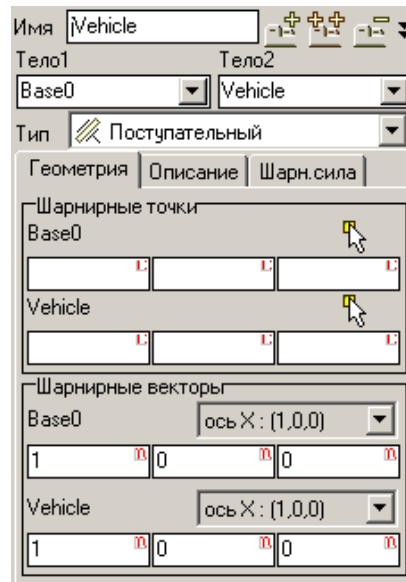 Имя Vehicle
Тело1 Тело2
Base0 Vehicle
Тип Поступательный
Геометрия Описание Шарн.сила
Шарнирные точки
Base0
C C C
Vehicle
C C C
Шарнирные векторы
Base0 ось X : (1,0,0)
1 n 0 n 0 n
Vehicle ось X : (1,0,0)
1 n 0 n 0 n